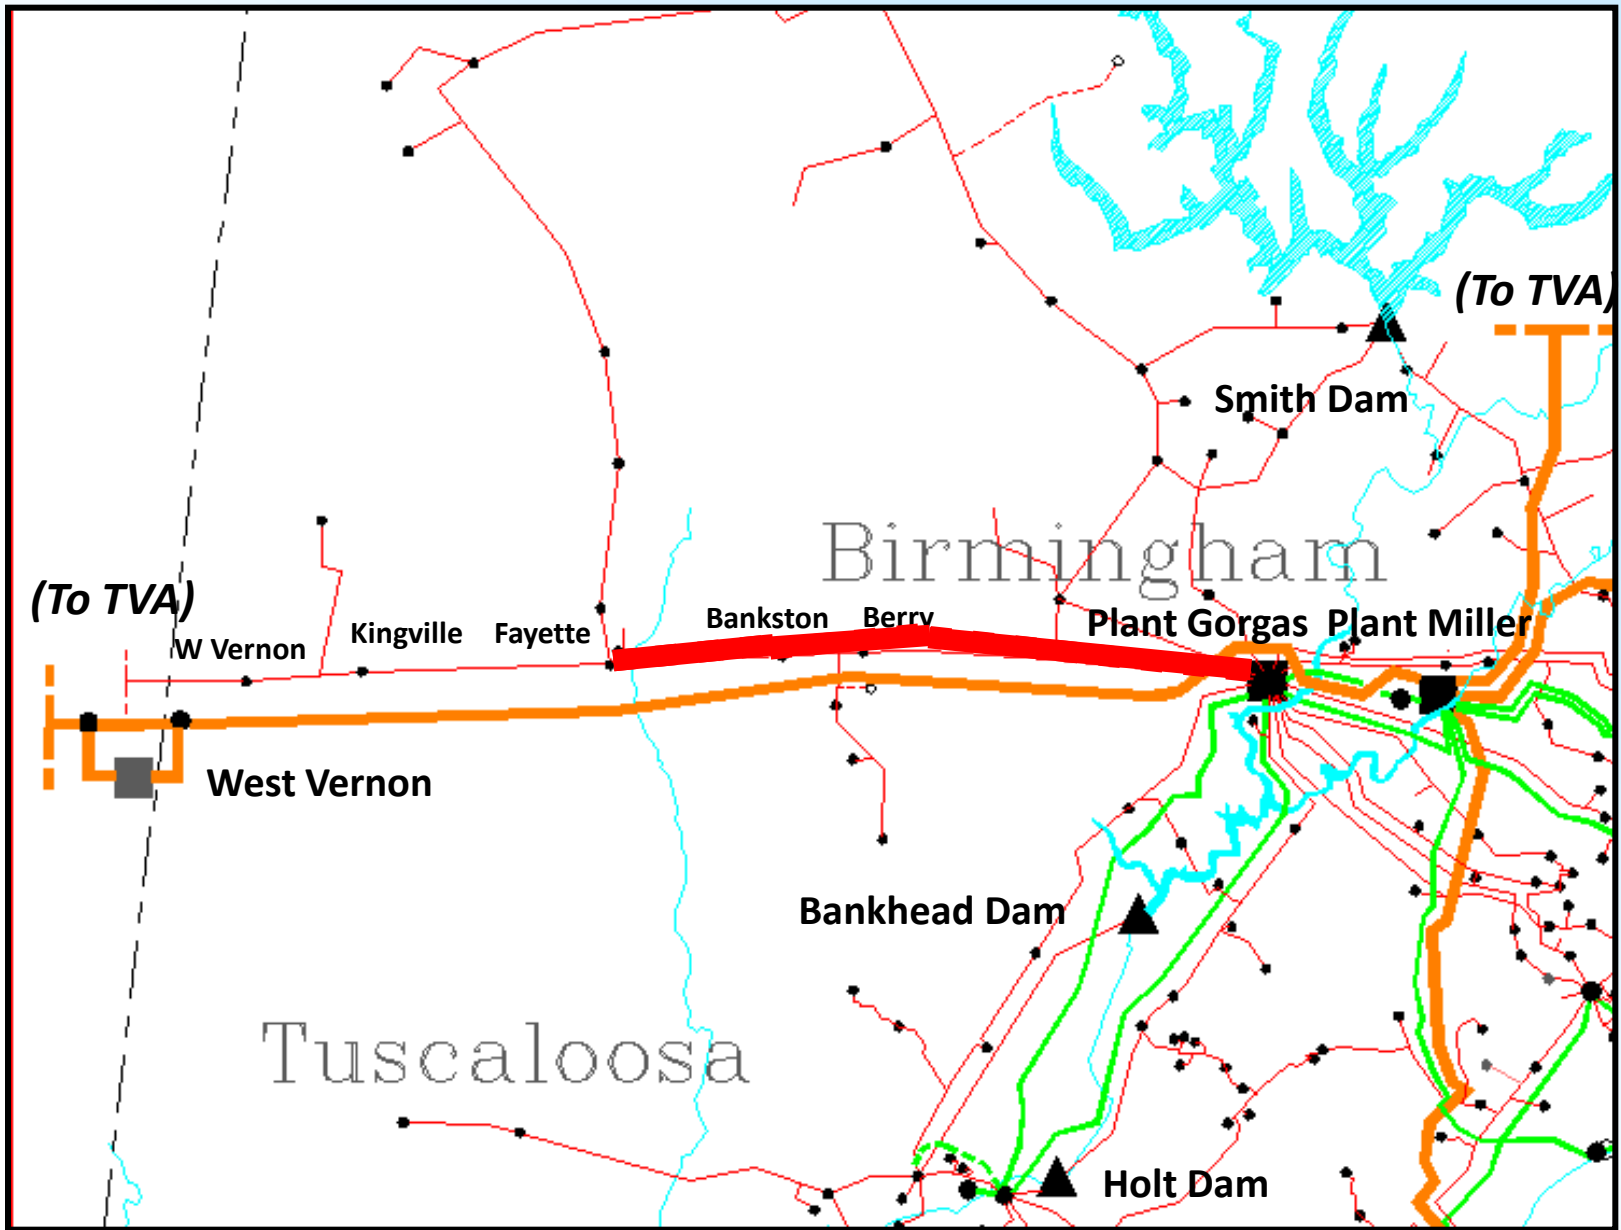 (To TVA)
Smith Dam
Birmingham
(To TVA)
W Vernon
Kingville
Fayette
Bankston
Berry
Plant Gorgas
Plant Miller
West Vernon
Bankhead Dam
Tuscaloosa
Holt Dam